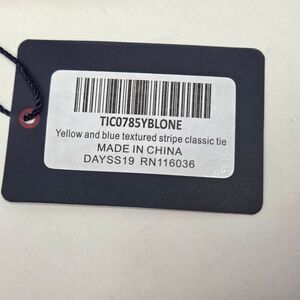 TIC0785YBLONE
Yellow and blue textured stripe classic tie
MADE IN CHINA
DAYSS19 RN116036